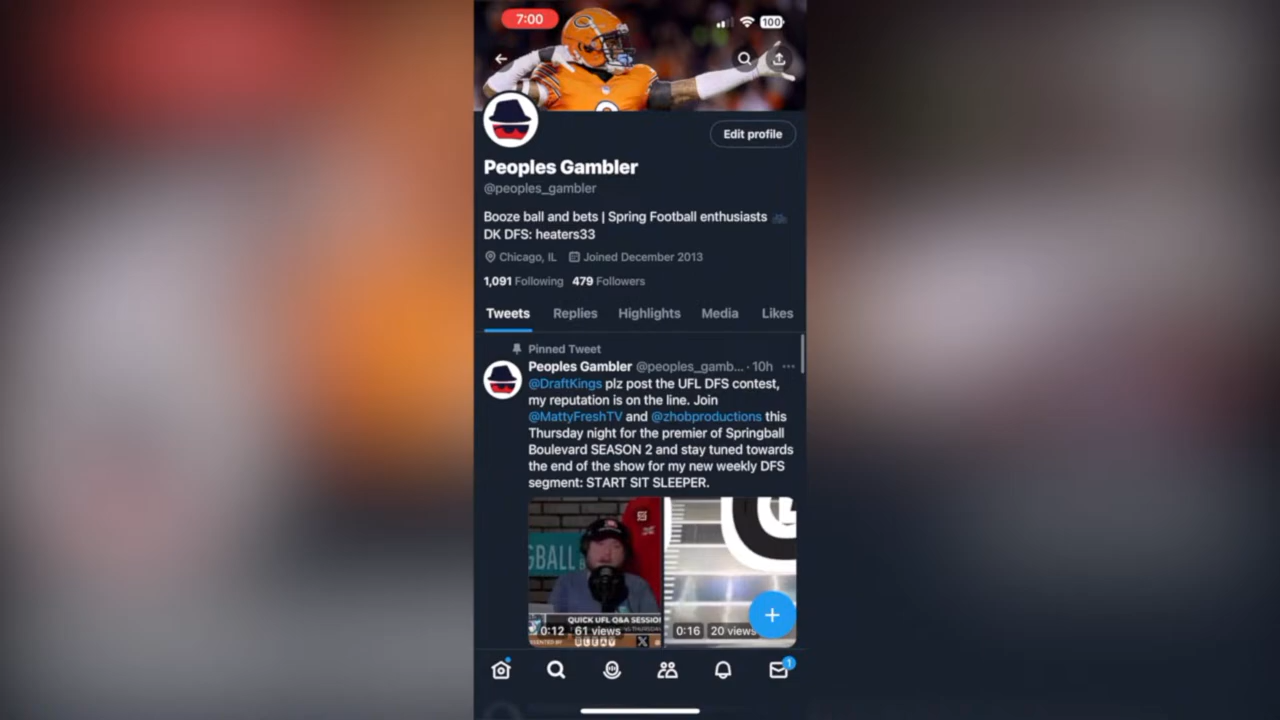 7:00
100
Edit profile
Peoples Gambler
@peoples_gambler
Booze ball and bets | Spring Football enthusiasts
DK DFS: heaters33
Chicago, IL Joined December 2013
1,091 Following 479 Followers
Tweets Replies Highlights Media Likes
Pinned Tweet
Peoples Gambler @peoples_gamb... · 10h
@DraftKings plz post the UFL DFS contest,
my reputation is on the line. Join
@MattyFreshTV and @zhobproductions this
Thursday night for the premier of Springball
Boulevard SEASON 2 and stay tuned towards
the end of the show for my new weekly DFS
segment: START SIT SLEEPER.
GBALL
QUICK UFL Q&A SESSIO
0:12 61 views
0:16 20 views
1